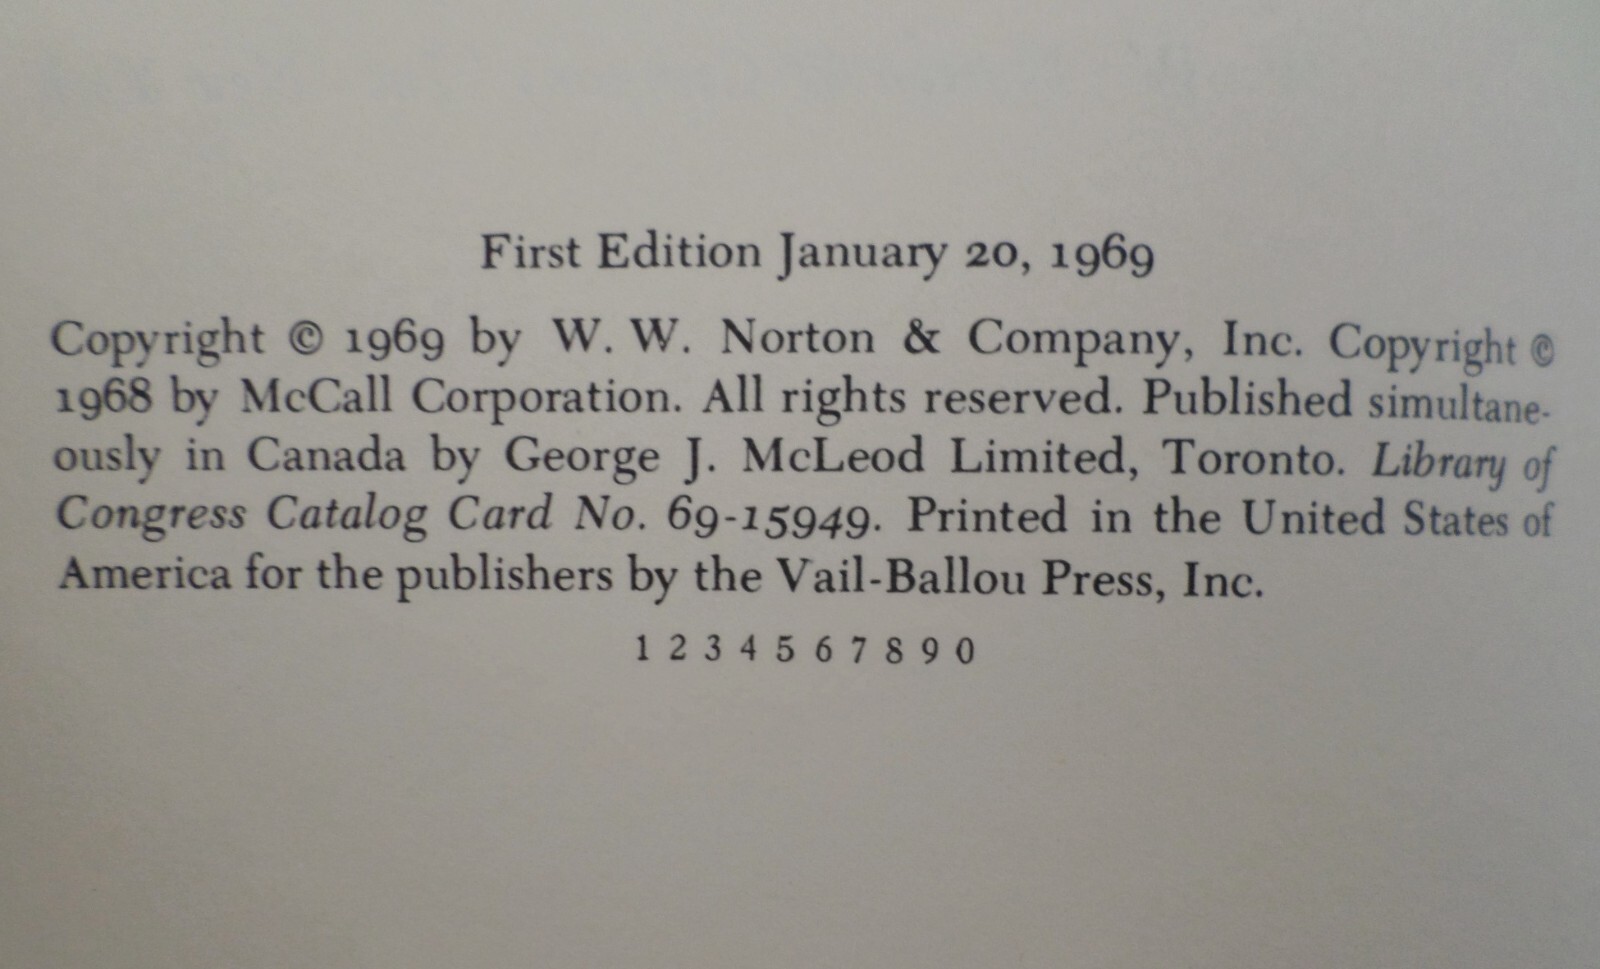 First Edition January 20, 1969
Copyright © 1969 by W. W. Norton & Company, Inc. Copyright ©
1968 by McCall Corporation. All rights reserved. Published simultane-
ously in Canada by George J. McLeod Limited, Toronto. Library of
Congress Catalog Card No. 69-15949. Printed in the United States of
America for the publishers by the Vail-Ballou Press, Inc.
1 2 3 4 5 6 7 8 9 0